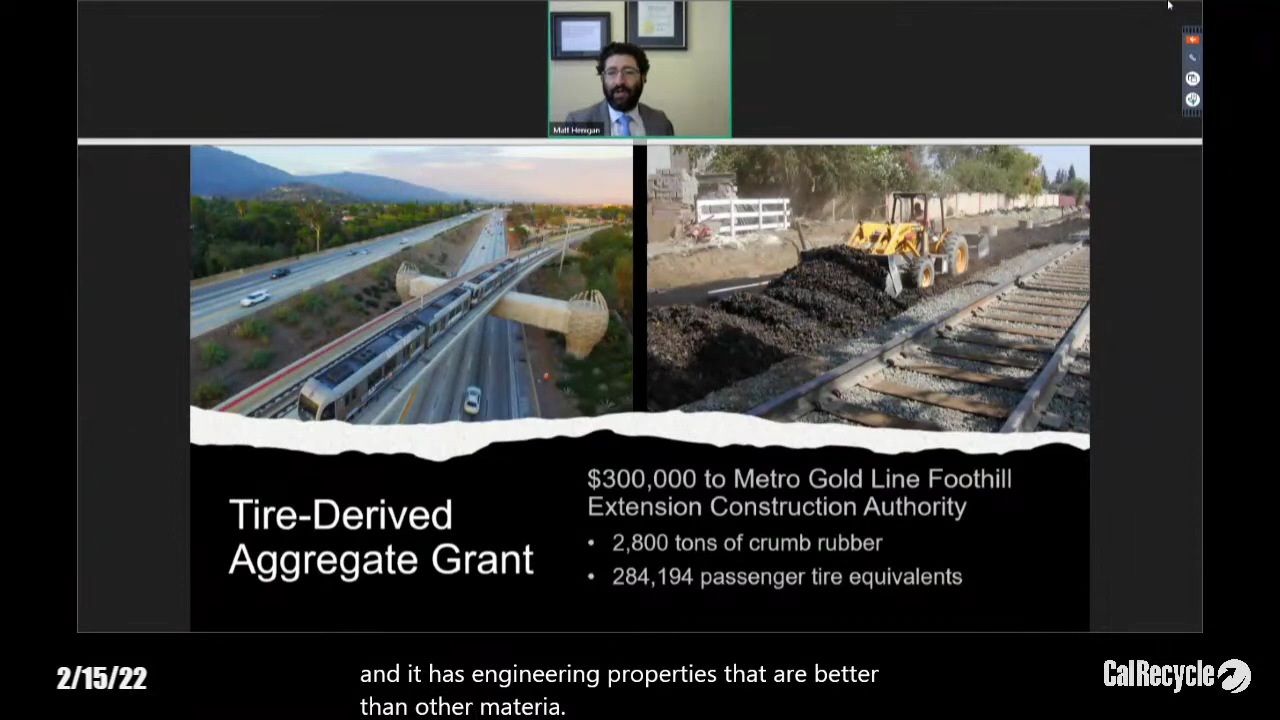 Matt Henigan
Tire-Derived
Aggregate Grant
$300,000 to Metro Gold Line Foothill
Extension Construction Authority
• 2,800 tons of crumb rubber
• 284,194 passenger tire equivalents
2/15/22
and it has engineering properties that are better
than other materia.
CalRecycle